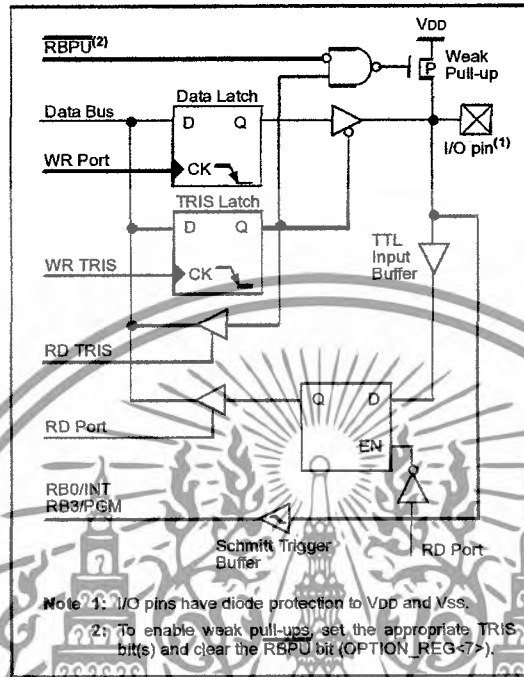 VDD
RBPU(2)
Weak
Pull-up
P
Data Latch
Data Bus
D Q
I/O pin(1)
WR Port
CK
TRIS Latch
D Q
TTL
Input
Buffer
WR TRIS
CK
RD TRIS
Q D
RD Port
EN
RB0/INT
RB3/PGM
Schmitt Trigger
Buffer
RD Port
Note 1: I/O pins have diode protection to VDD and VSS.
2: To enable weak pull-ups, set the appropriate TRIS
bit(s) and clear the RBPU bit (OPTION_REG<7>).